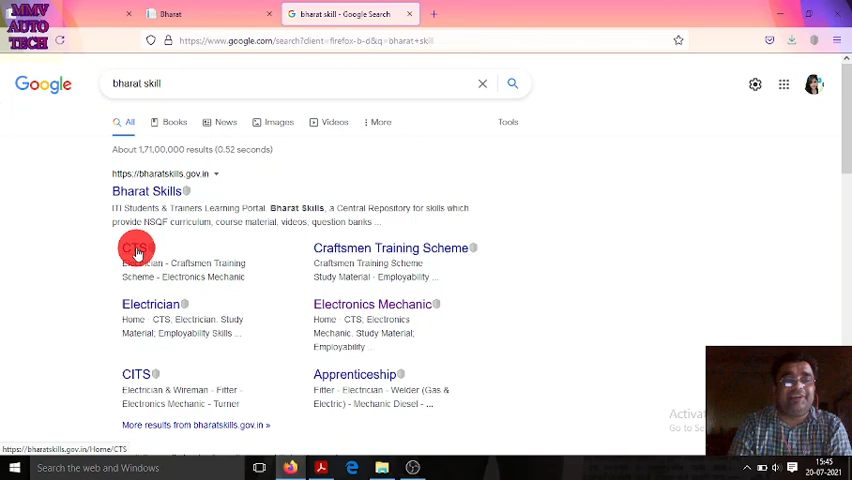 MMV
AUTO
TECH
Bharat
bharat skill - Google Search
https://www.google.com/search?client=firefox-b-d&q=bharat+skill
Google
bharat skill
All
Books
News
Images
Videos
More
Tools
About 1,71,00,000 results (0.52 seconds)
https://bharatskills.gov.in
Bharat Skills
ITI Students & Trainers Learning Portal. Bharat Skills, a Central Repository for skills which
provide NSQF curriculum, course material, videos, question banks ...
CTS
Electrician - Craftsmen Training
Scheme - Electronics Mechanic
Craftsmen Training Scheme
Craftsmen Training Scheme
Study Material · Employability ...
Electrician
Home · CTS; Electrician. Study
Material; Employability Skills ...
Electronics Mechanic
Home · CTS; Electronics
Mechanic. Study Material;
Employability ...
CITS
Electrician & Wireman - Fitter -
Electronics Mechanic - Turner
Apprenticeship
Fitter - Electrician - Welder (Gas &
Electric) - Mechanic Diesel - ...
More results from bharatskills.gov.in »
Activa
Go to Se
https://bharatskills.gov.in/Home/CTS
Search the web and Windows
15:45
20-07-2021